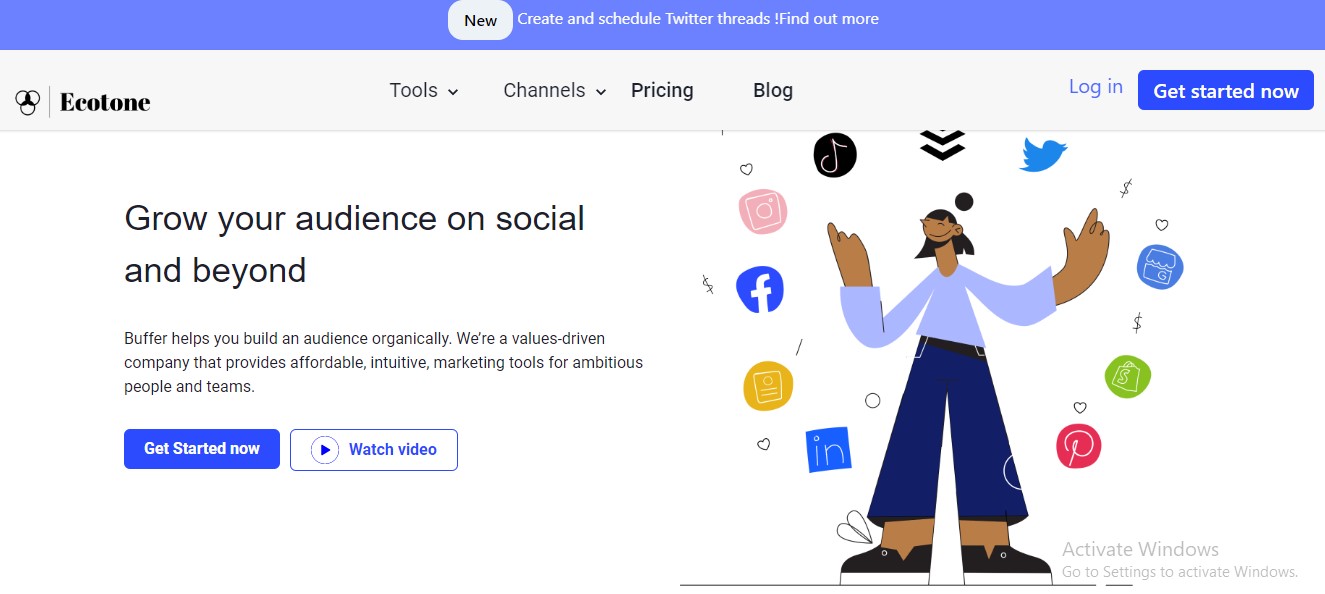 New Create and schedule Twitter threads !Find out more
Ecotone Tools Channels Pricing Blog Log in Get started now
Grow your audience on social
and beyond
Buffer helps you build an audience organically. We’re a values-driven
company that provides affordable, intuitive, marketing tools for ambitious
people and teams.
Get Started now Watch video
G
S
in
Activate Windows
Go to Settings to activate Windows.